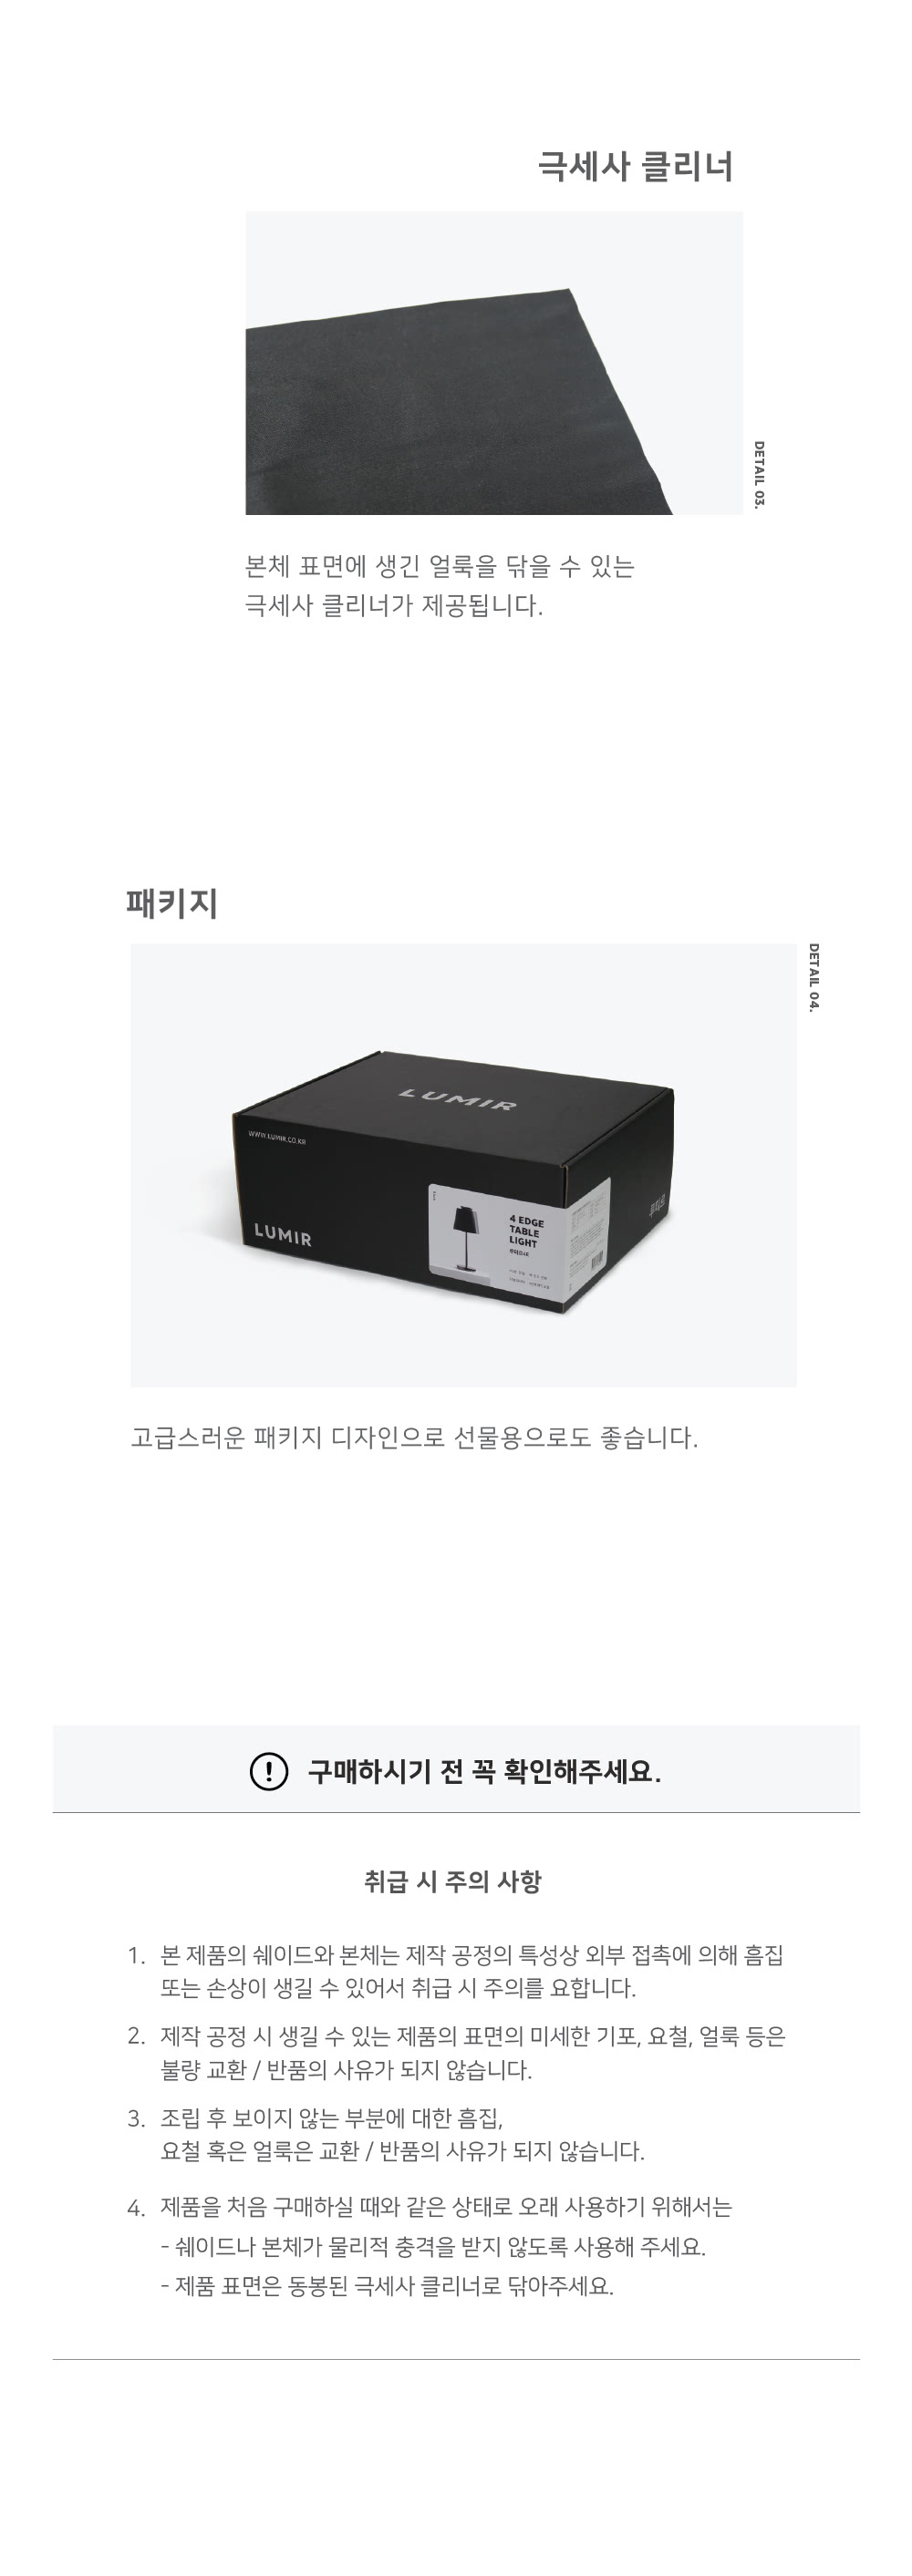 극세사 클리너
DETAIL 03.
본체 표면에 생긴 얼룩을 닦을 수 있는
극세사 클리너가 제공됩니다.
패키지
DETAIL 04.
LUMIR
WWW.LUMIR.CO.KR
LUMIR
4 EDGE
TABLE
LIGHT
루미르
고급스러운 패키지 디자인으로 선물용으로도 좋습니다.
! 구매하시기 전 꼭 확인해주세요.
취급 시 주의 사항
1. 본 제품의 쉐이드와 본체는 제작 공정의 특성상 외부 접촉에 의해 흠집
또는 손상이 생길 수 있어서 취급 시 주의를 요합니다.
2. 제작 공정 시 생길 수 있는 제품의 표면의 미세한 기포, 요철, 얼룩 등은
불량 교환 / 반품의 사유가 되지 않습니다.
3. 조립 후 보이지 않는 부분에 대한 흠집,
요철 혹은 얼룩은 교환 / 반품의 사유가 되지 않습니다.
4. 제품을 처음 구매하실 때와 같은 상태로 오래 사용하기 위해서는
- 쉐이드나 본체가 물리적 충격을 받지 않도록 사용해 주세요.
- 제품 표면은 동봉된 극세사 클리너로 닦아주세요.